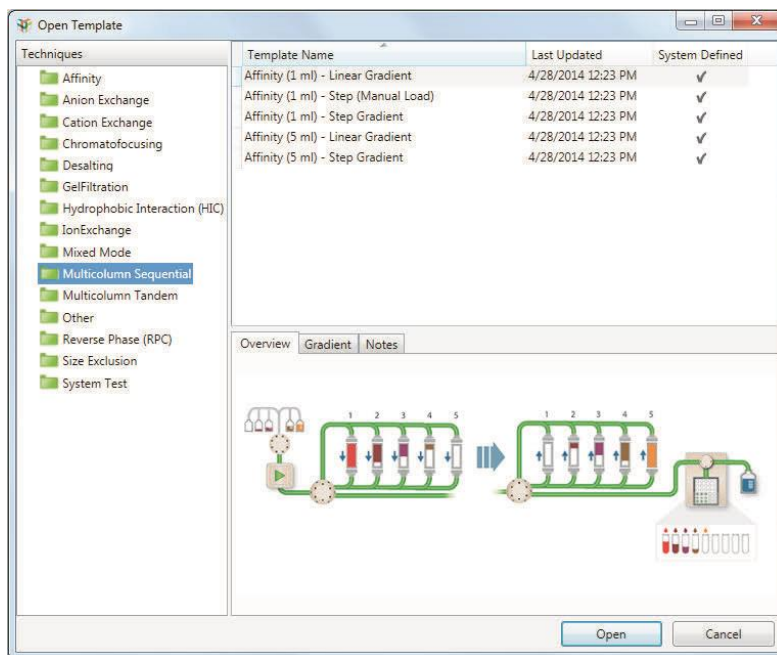 Open Template
Techniques
Affinity
Anion Exchange
Cation Exchange
Chromatofocusing
Desalting
GelFiltration
Hydrophobic Interaction (HIC)
IonExchange
Mixed Mode
Multicolumn Sequential
Multicolumn Tandem
Other
Reverse Phase (RPC)
Size Exclusion
System Test
Template Name Last Updated System Defined
Affinity (1 ml) - Linear Gradient 4/28/2014 12:23 PM ✓
Affinity (1 ml) - Step (Manual Load) 4/28/2014 12:23 PM ✓
Affinity (1 ml) - Step Gradient 4/28/2014 12:23 PM ✓
Affinity (5 ml) - Linear Gradient 4/28/2014 12:23 PM ✓
Affinity (5 ml) - Step Gradient 4/28/2014 12:23 PM ✓
Overview Gradient Notes
1 2 3 4 5 1 2 3 4 5
Open Cancel